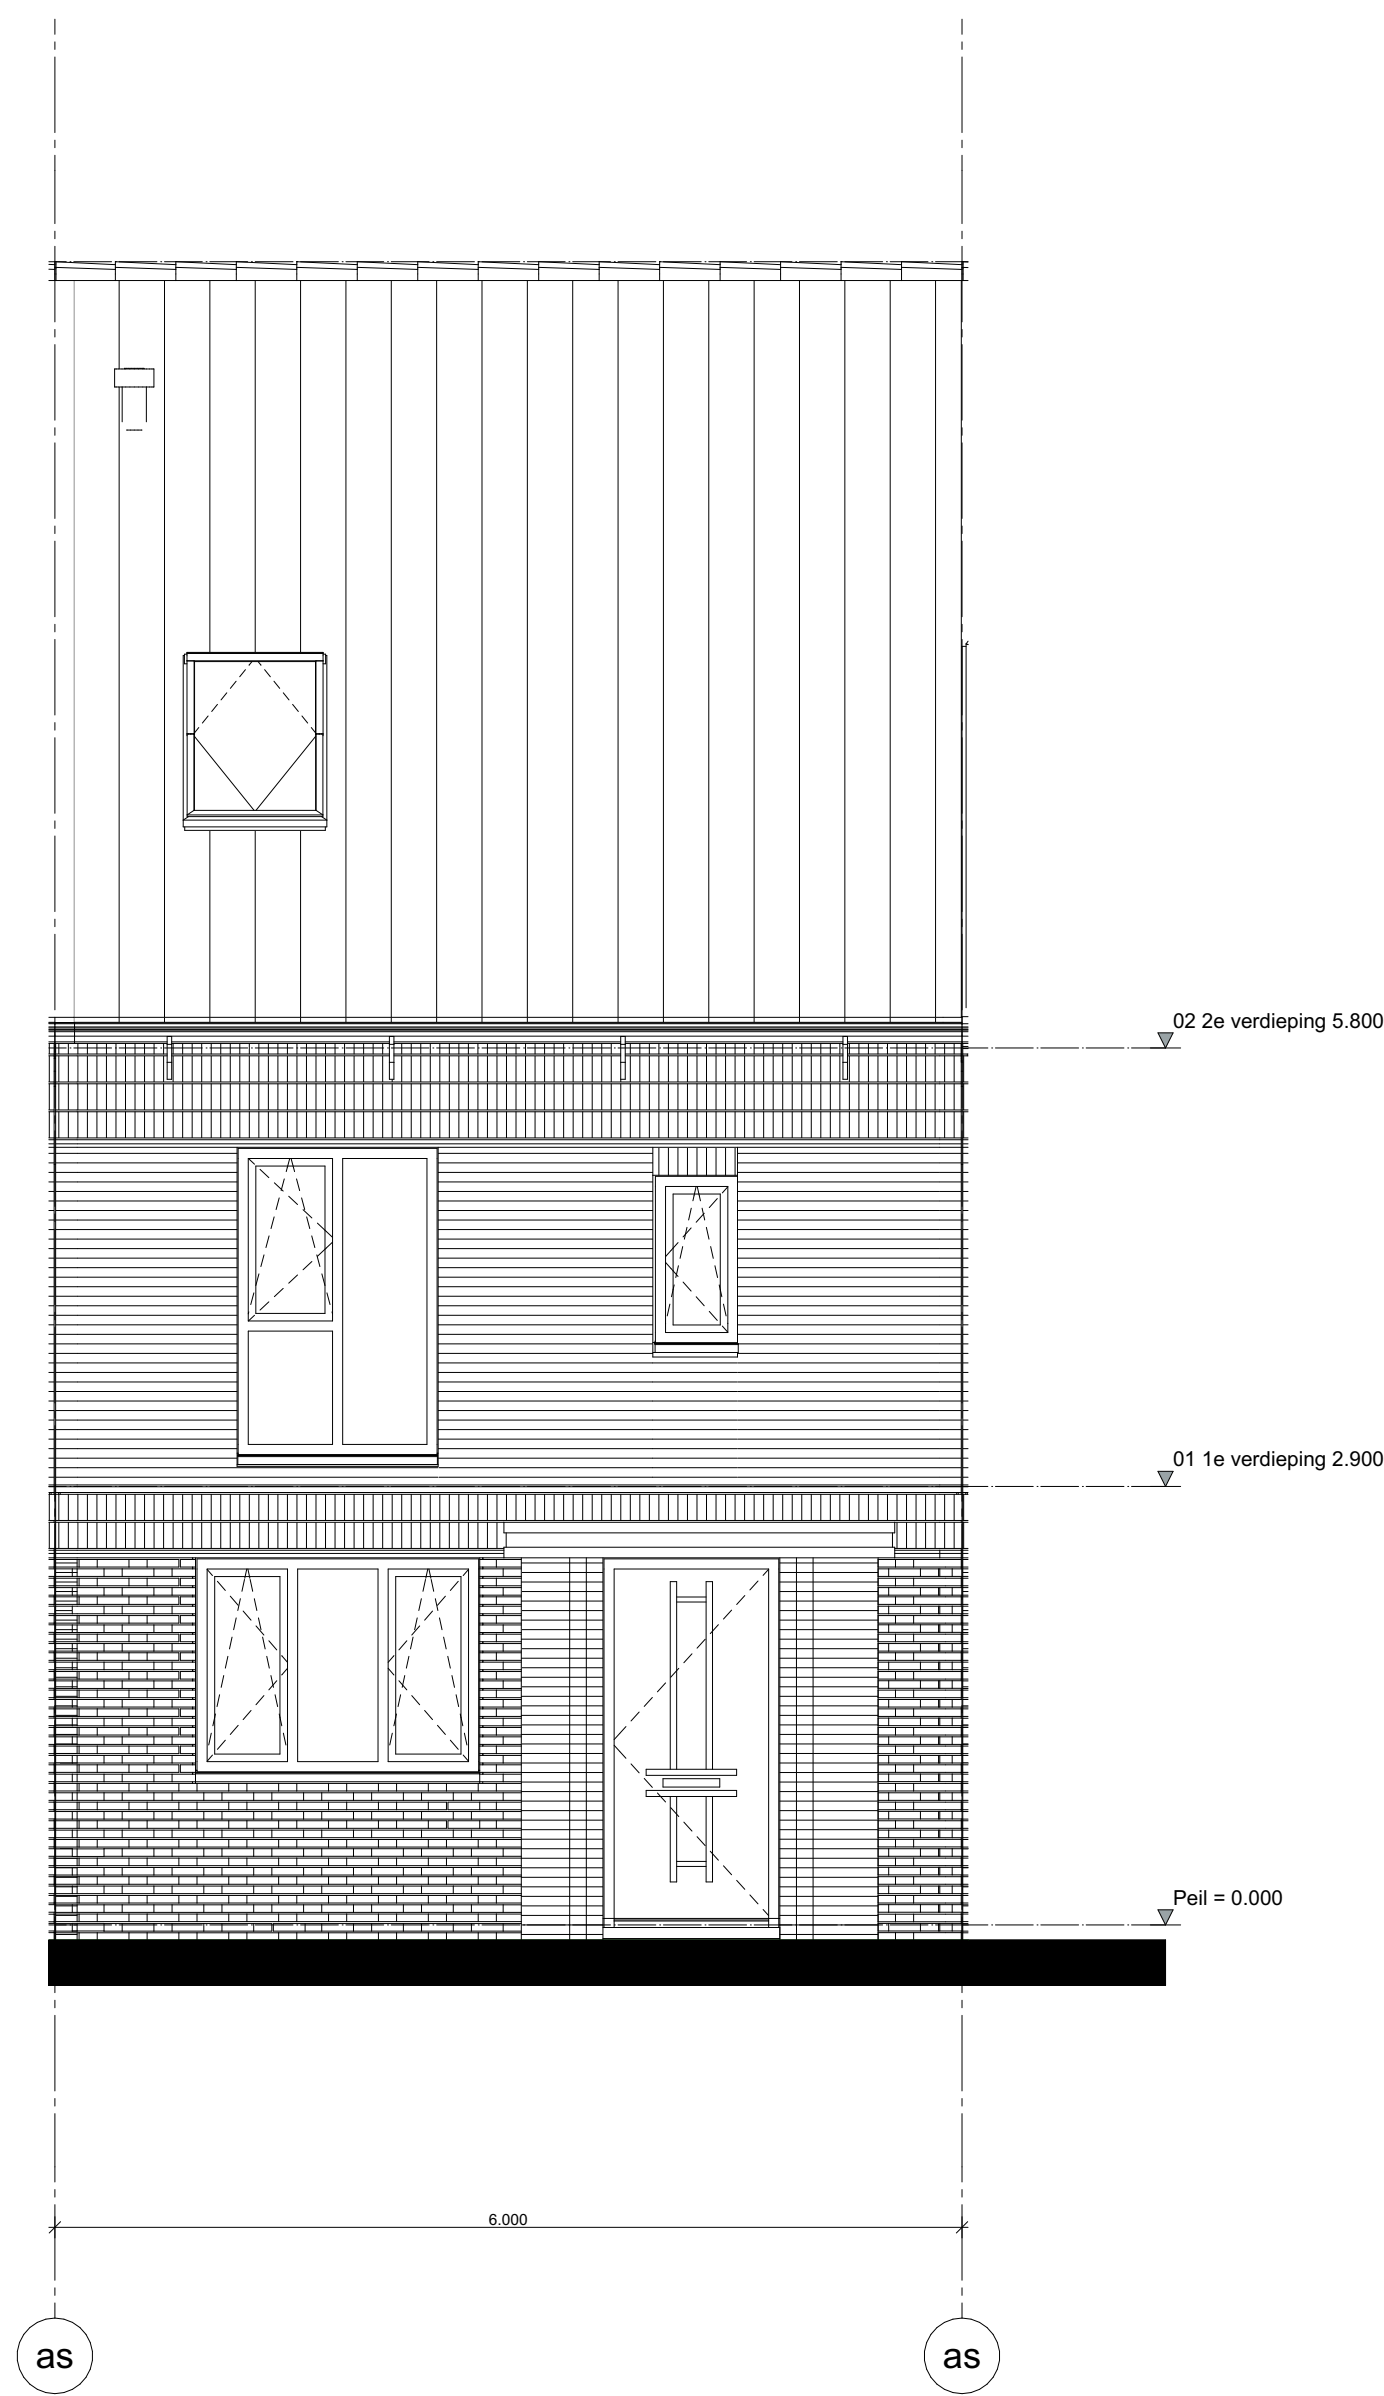 02 2e verdieping 5.800
01 1e verdieping 2.900
Peil = 0.000
6.000
as
as